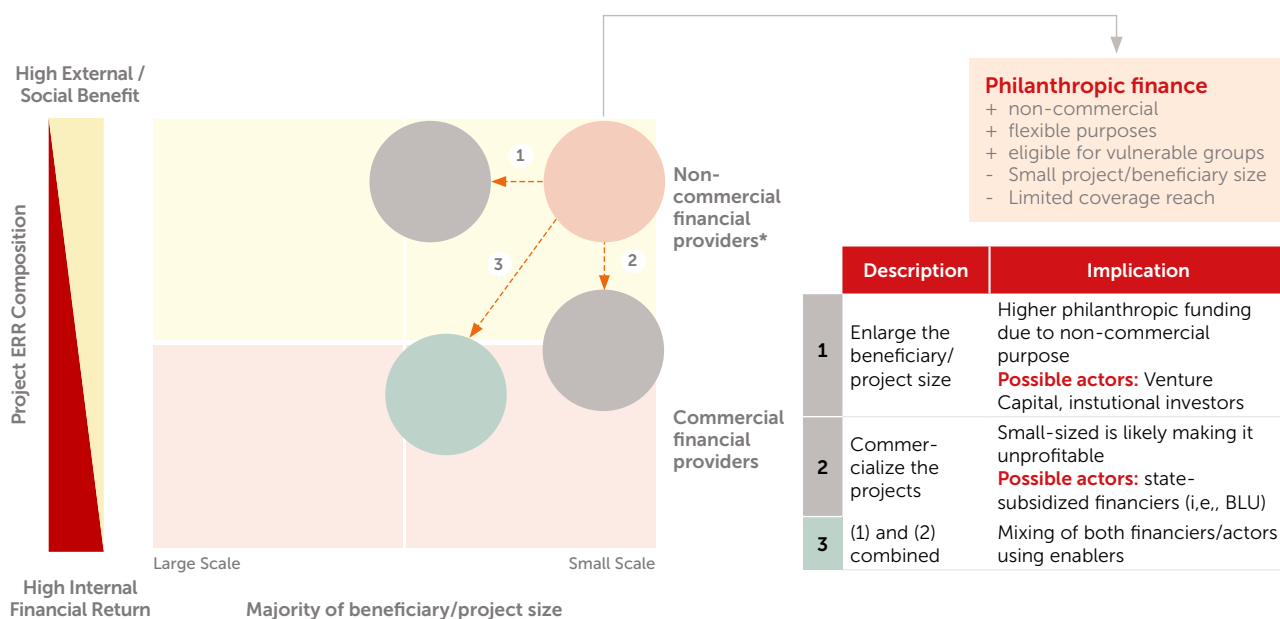 High External /
Social Benefit
Project ERR Composition
High Internal
Financial Return
1
2
3
Non-
commercial
financial
providers*
Commercial
financial
providers
Large Scale
Small Scale
Majority of beneficiary/project size
Philanthropic finance
+ non-commercial
+ flexible purposes
+ eligible for vulnerable groups
- Small project/beneficiary size
- Limited coverage reach
Description
Implication
1
Enlarge the
beneficiary/
project size
Higher philanthropic funding
due to non-commercial
purpose
Possible actors: Venture
Capital, instutional investors
2
Commer-
cialize the
projects
Small-sized is likely making it
unprofitable
Possible actors: state-
subsidized financiers (i,e,, BLU)
3
(1) and (2)
combined
Mixing of both financiers/actors
using enablers